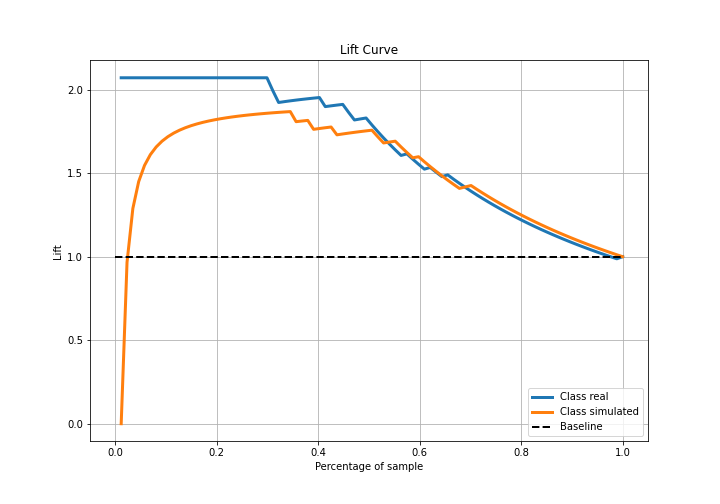 Lift Curve
2.0
1.5
1.0
0.5
0.0
Lift
0.0 0.2 0.4 0.6 0.8 1.0
Percentage of sample
Class real
Class simulated
Baseline